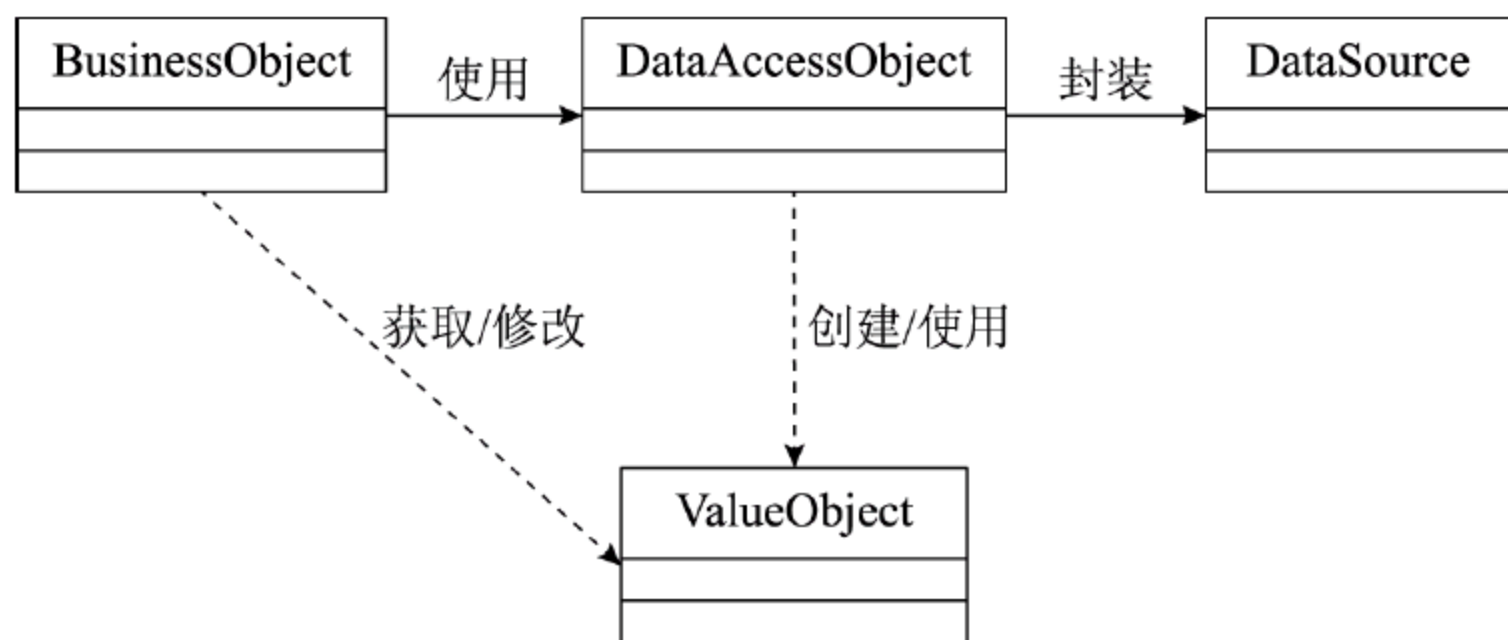 BusinessObject
使用
DataAccessObject
封装
DataSource
获取/修改
创建/使用
ValueObject